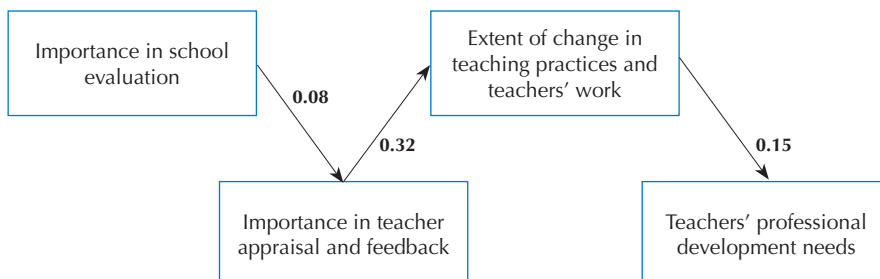 Importance in school
evaluation
Extent of change in
teaching practices and
teachers’ work
0.08
0.32
0.15
Importance in teacher
appraisal and feedback
Teachers’ professional
development needs